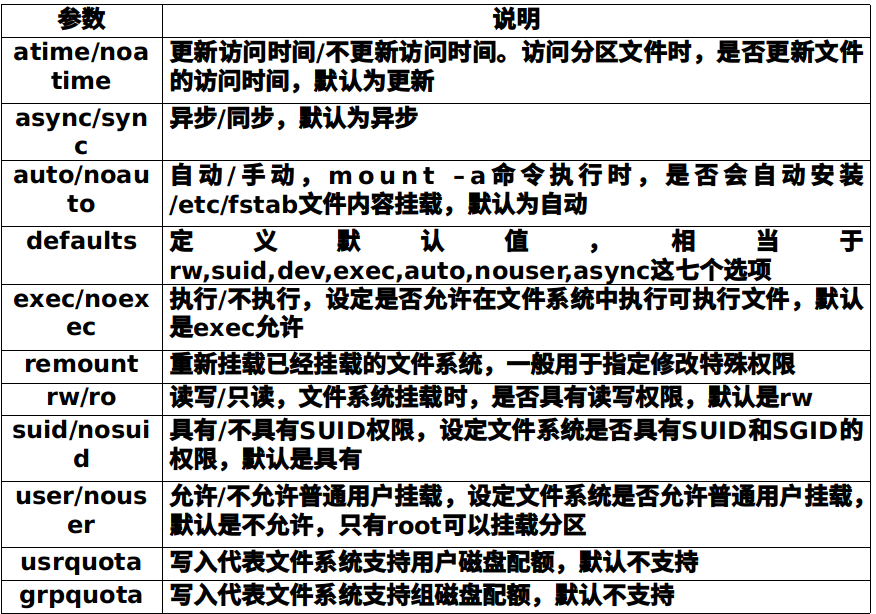 参数 说明
atime/noa 更新访问时间/不更新访问时间。访问分区文件时，是否更新文件
time 的访问时间，默认为更新
async/syn 异步/同步，默认为异步
c
auto/noau 自动/手动，mount –a命令执行时，是否会自动安装
to /etc/fstab文件内容挂载，默认为自动
defaults 定义默认值，相当于
rw,suid,dev,exec,auto,nouser,async这七个选项
exec/noex 执行/不执行，设定是否允许在文件系统中执行可执行文件，默认
ec 是exec允许
remount 重新挂载已经挂载的文件系统，一般用于指定修改特殊权限
rw/ro 读写/只读，文件系统挂载时，是否具有读写权限，默认是rw
suid/nosui 具有/不具有SUID权限，设定文件系统是否具有SUID和SGID的
d 权限，默认是具有
user/nous 允许/不允许普通用户挂载，设定文件系统是否允许普通用户挂载，
er 默认是不允许，只有root可以挂载分区
usrquota 写入代表文件系统支持用户磁盘配额，默认不支持
grpquota 写入代表文件系统支持组磁盘配额，默认不支持